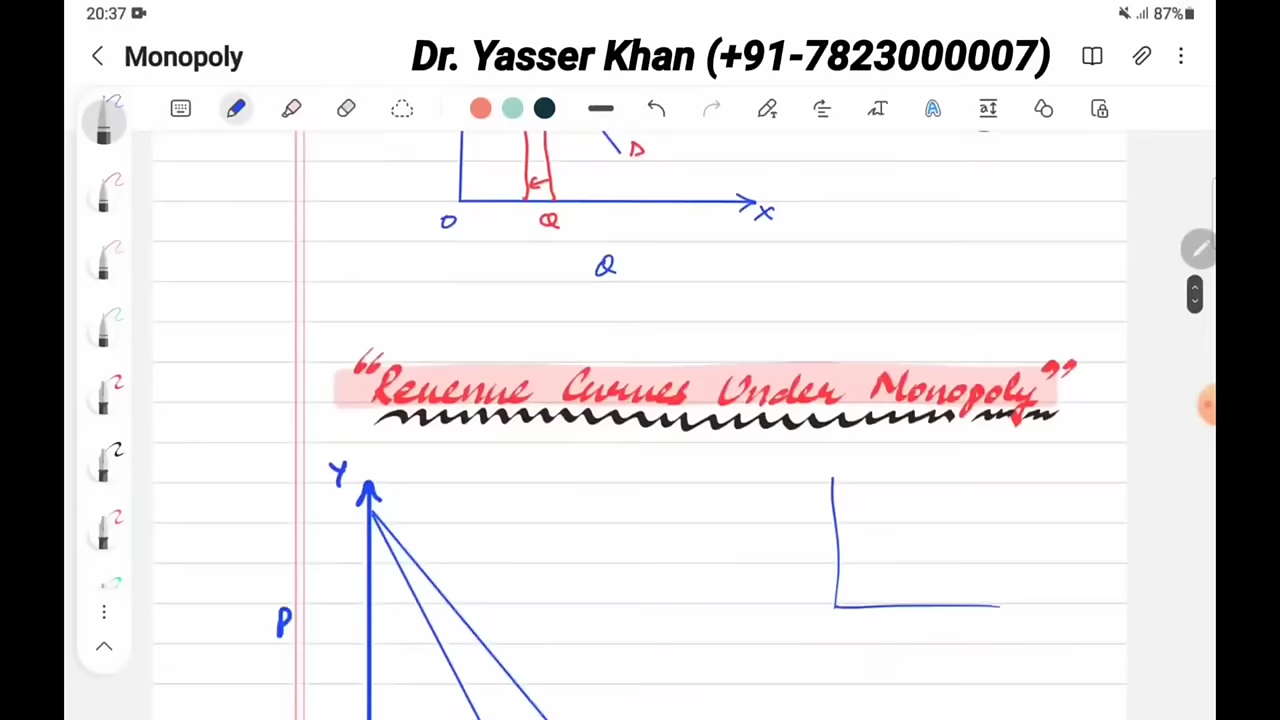 20:37
87%
Monopoly
Dr. Yasser Khan (+91-7823000007)
D
O
Q
X
Q
"Revenue Curves Under Monopoly"
Y
P